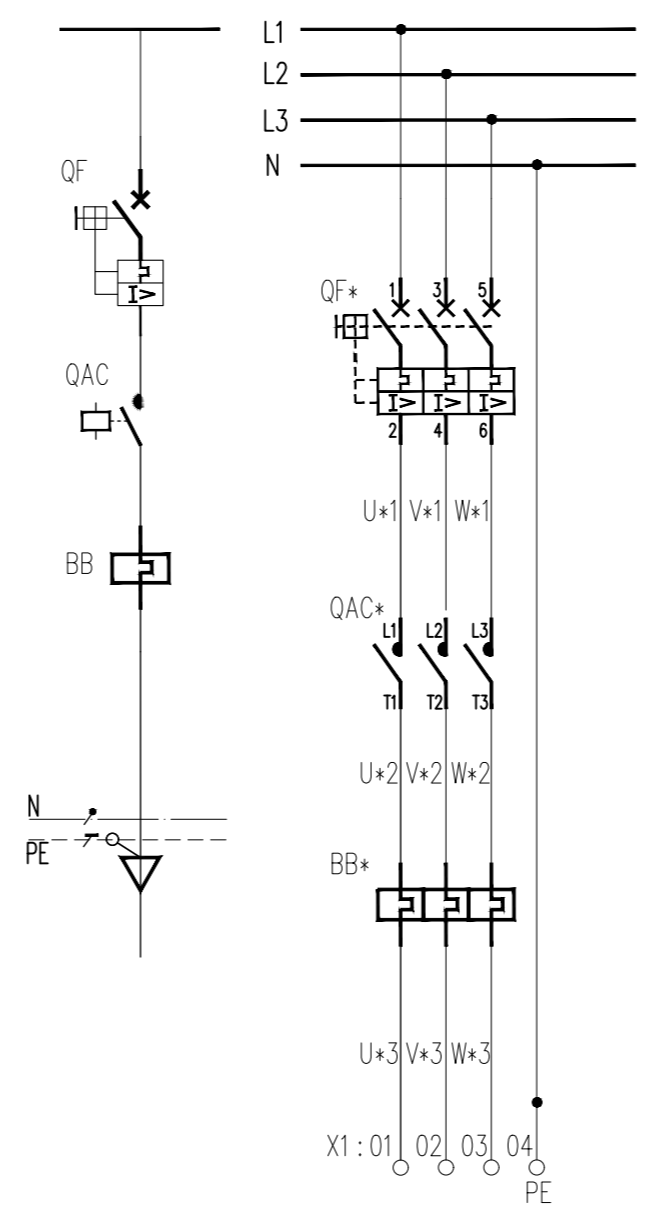 L1
L2
L3
N
QF
I>
QAC
BB
N
PE
QF* 1 3 5
I> I> I>
2 4 6
U*1 V*1 W*1
QAC*
L1 L2 L3
T1 T2 T3
U*2 V*2 W*2
BB*
U*3 V*3 W*3
X1:01 02 03 04
PE